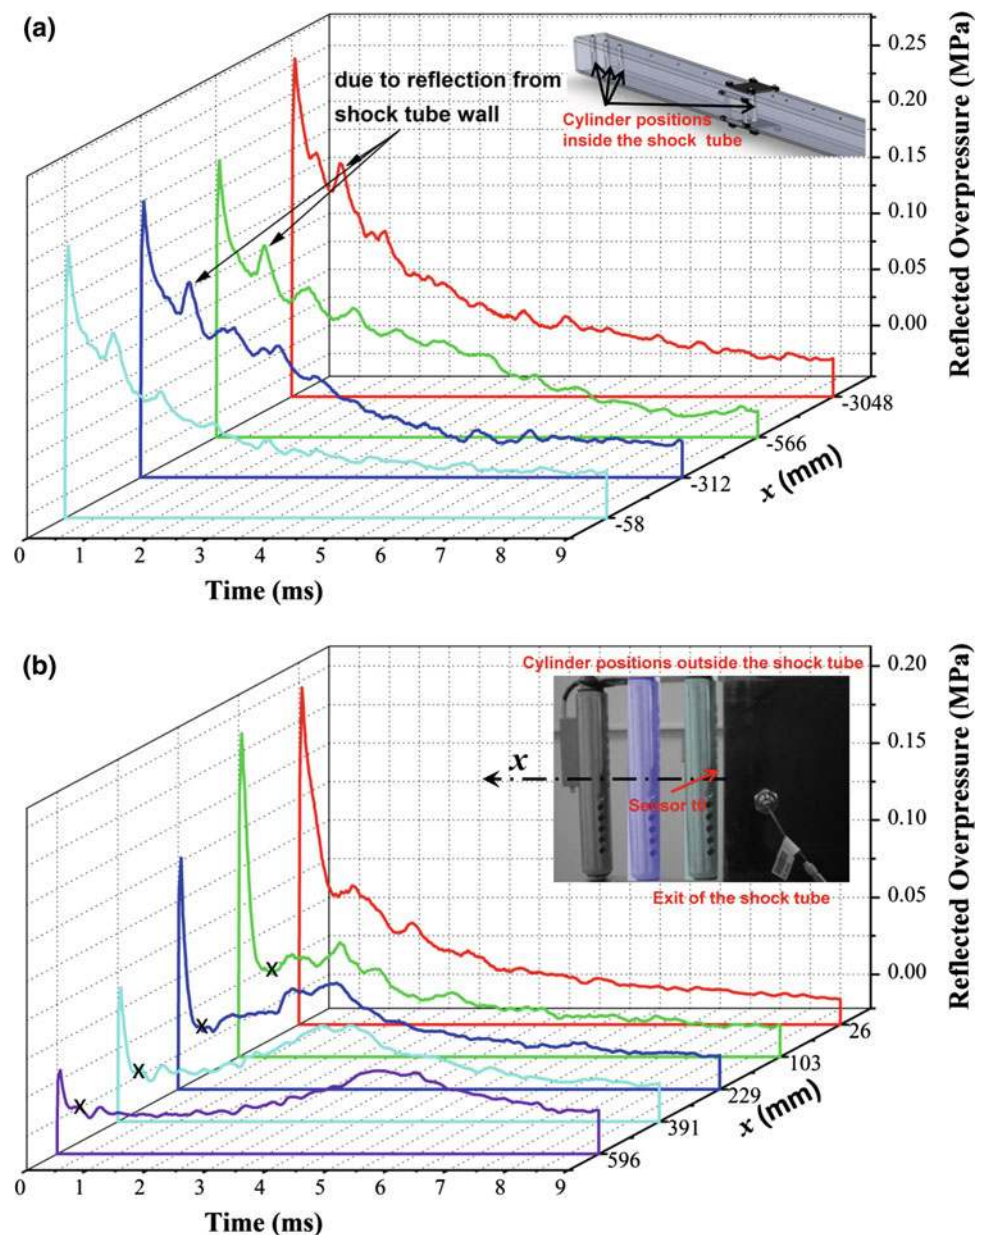 (a)
due to reflection from
shock tube wall
Cylinder positions
inside the shock tube
0.25
0.20
0.15
0.10
0.05
0.00
Reflected Overpressure (MPa)
-3048
-566
-312
-58
x (mm)
0 1 2 3 4 5 6 7 8 9
Time (ms)
(b)
Cylinder positions outside the shock tube
x
Sensor
Exit of the shock tube
0.20
0.15
0.10
0.05
0.00
Reflected Overpressure (MPa)
x
x
x
x
26
103
229
391
596
x (mm)
0 1 2 3 4 5 6 7 8 9
Time (ms)